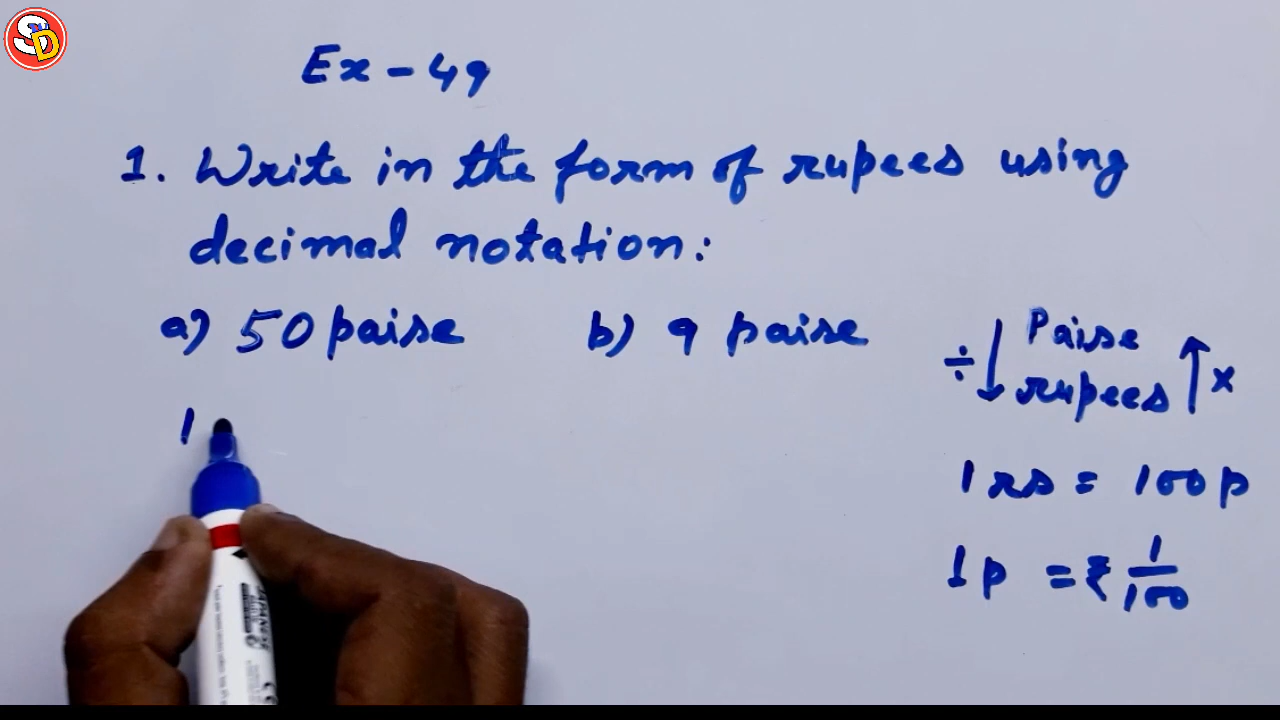 SD
Ex - 49
1. Write in the form of rupees using
decimal notation:
a) 50 paise b) 9 paise
÷ ↓ Paise
rupees ↑ x
1
1 rs = 100 p
1 p = ₹ 1/100